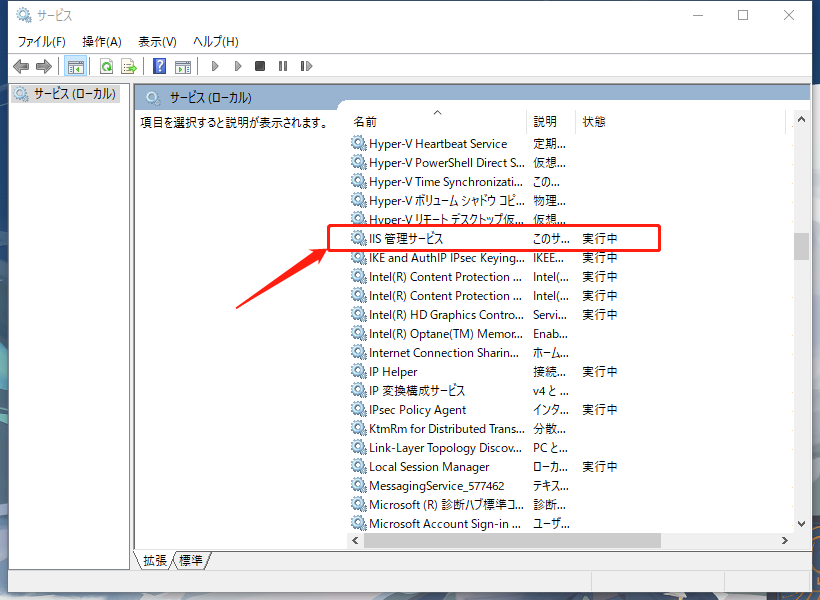 サービス
ファイル(F) 操作(A) 表示(V) ヘルプ(H)
サービス (ローカル)
サービス (ローカル)
項目を選択すると説明が表示されます。
名前 説明 状態
Hyper-V Heartbeat Service 定期...
Hyper-V PowerShell Direct S... 仮想...
Hyper-V Time Synchronizati... この...
Hyper-V ボリューム シャドウ コピ... 物理...
Hyper-V リモート デスクトップ仮... 仮想...
IIS 管理サービス このサ... 実行中
IKE and AuthIP IPsec Keying... IKEE... 実行中
Intel(R) Content Protection ... Intel(... 実行中
Intel(R) Content Protection ... Intel(... 実行中
Intel(R) HD Graphics Contro... Servi... 実行中
Intel(R) Optane(TM) Memor... Enab...
Internet Connection Sharin... ホーム...
IP Helper 接続... 実行中
IP 変換構成サービス v4 と ...
IPsec Policy Agent インタ... 実行中
KtmRm for Distributed Trans... 分散...
Link-Layer Topology Discov... PC と...
Local Session Manager ローカ... 実行中
MessagingService_577462 テキス...
Microsoft (R) 診断ハブ標準コ... 診断...
Microsoft Account Sign-in ... ユーザ...
拡張 標準